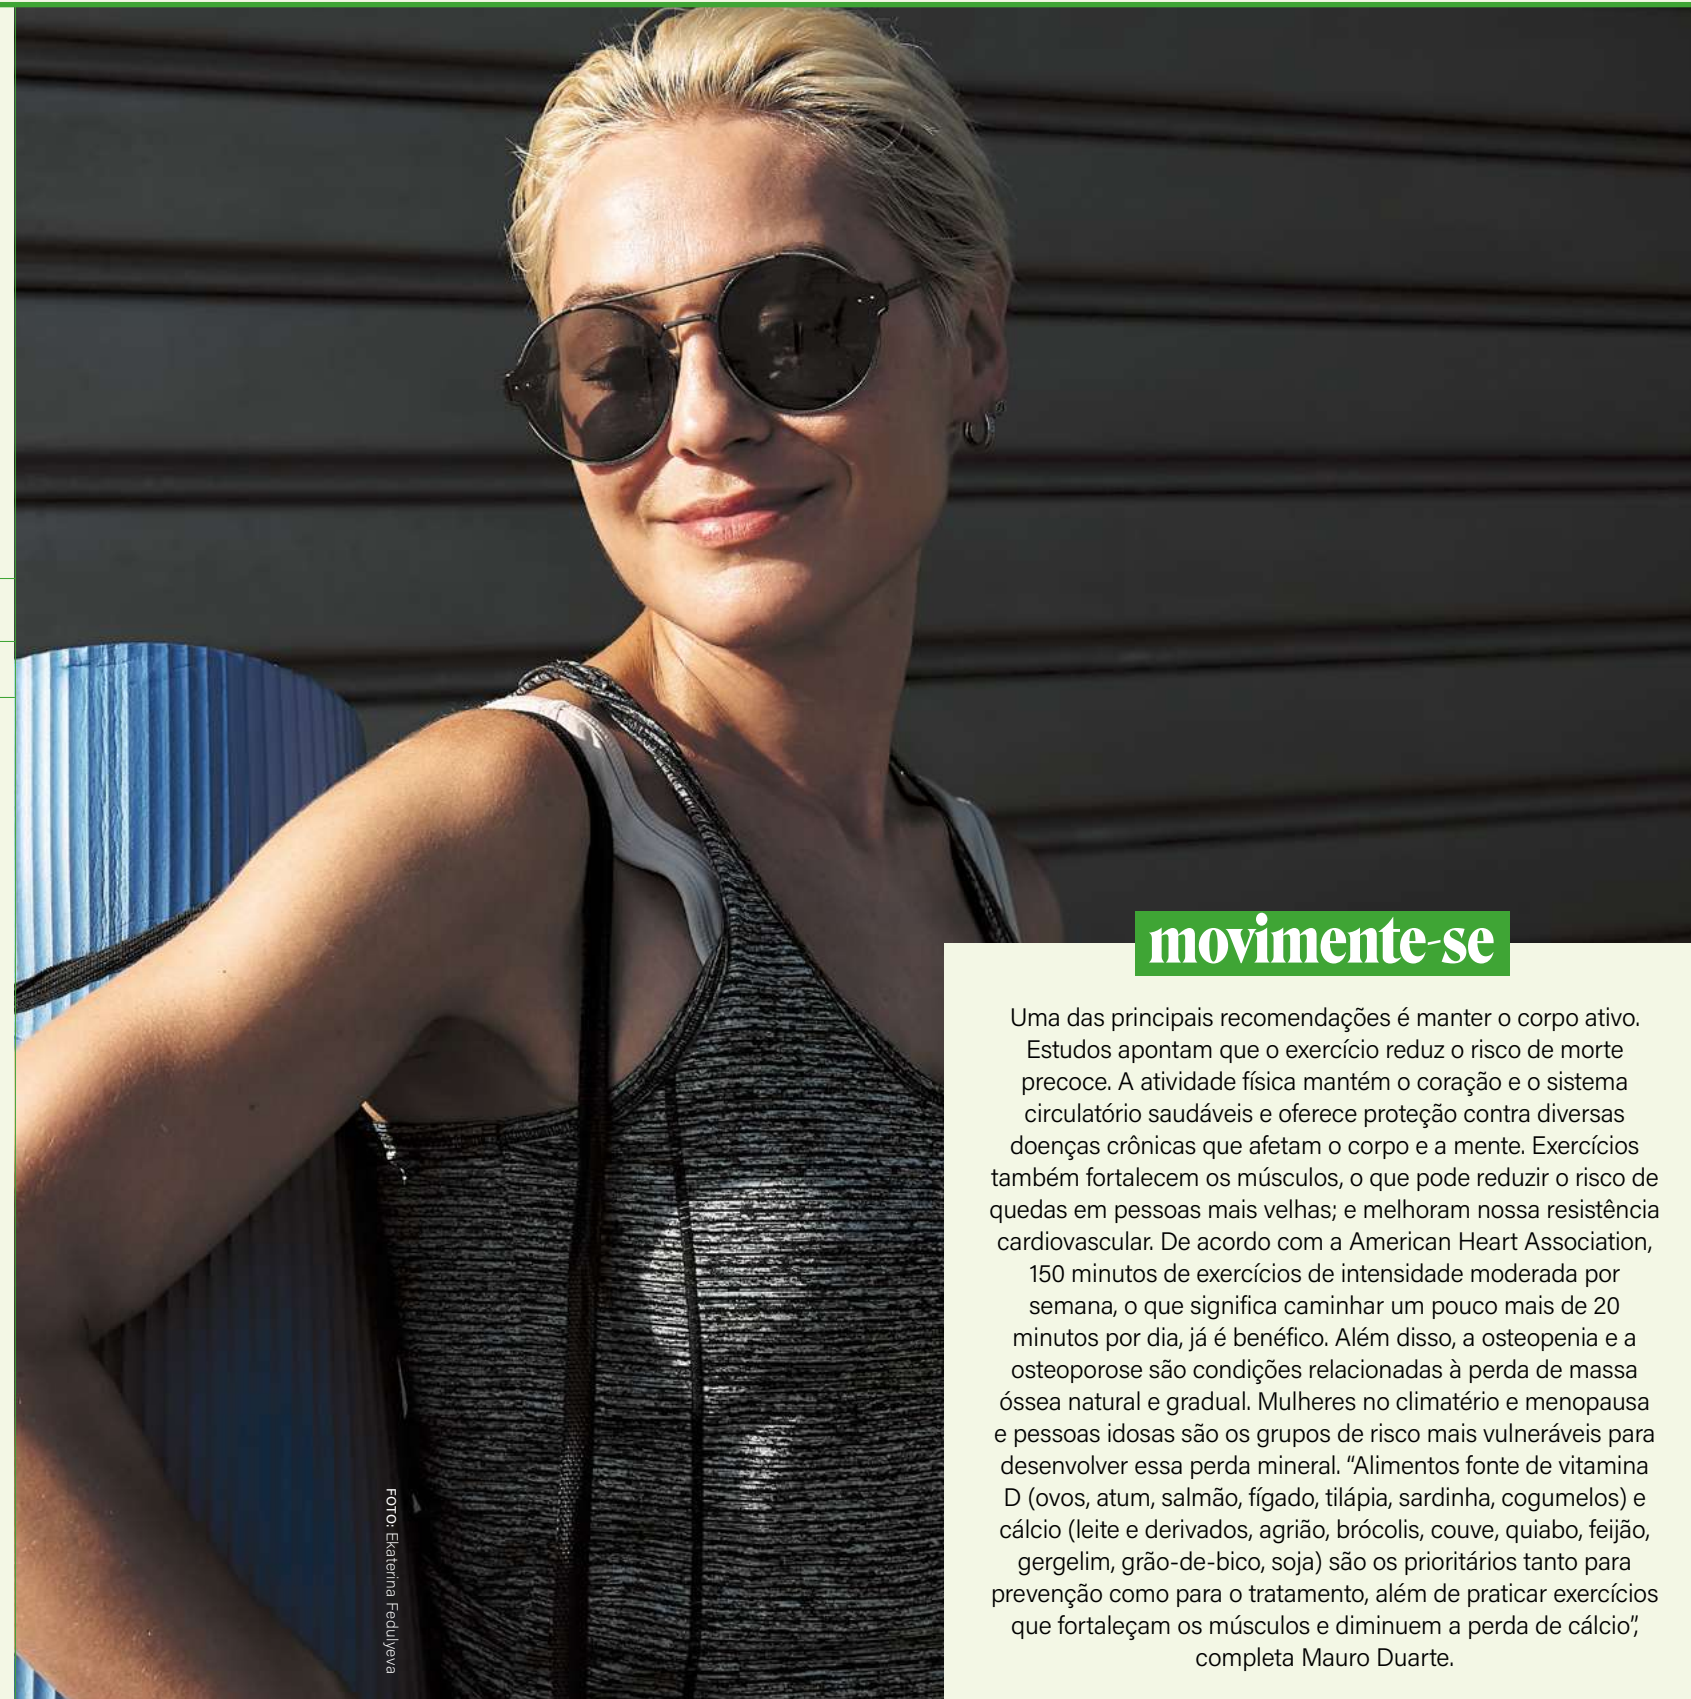 movimente-se
Uma das principais recomendações é manter o corpo ativo.
Estudos apontam que o exercício reduz o risco de morte
precoce. A atividade física mantém o coração e o sistema
circulatório saudáveis e oferece proteção contra diversas
doenças crônicas que afetam o corpo e a mente. Exercícios
também fortalecem os músculos, o que pode reduzir o risco de
quedas em pessoas mais velhas; e melhoram nossa resistência
cardiovascular. De acordo com a American Heart Association,
150 minutos de exercícios de intensidade moderada por
semana, o que significa caminhar um pouco mais de 20
minutos por dia, já é benéfico. Além disso, a osteopenia e a
osteoporose são condições relacionadas à perda de massa
óssea natural e gradual. Mulheres no climatério e menopausa
e pessoas idosas são os grupos de risco mais vulneráveis para
desenvolver essa perda mineral. “Alimentos fonte de vitamina
D (ovos, atum, salmão, fígado, tilápia, sardinha, cogumelos) e
cálcio (leite e derivados, agrião, brócolis, couve, quiabo, feijão,
gergelim, grão-de-bico, soja) são os prioritários tanto para
prevenção como para o tratamento, além de praticar exercícios
que fortaleçam os músculos e diminuem a perda de cálcio”,
completa Mauro Duarte.
FOTO: Ekaterina Fedulyeva